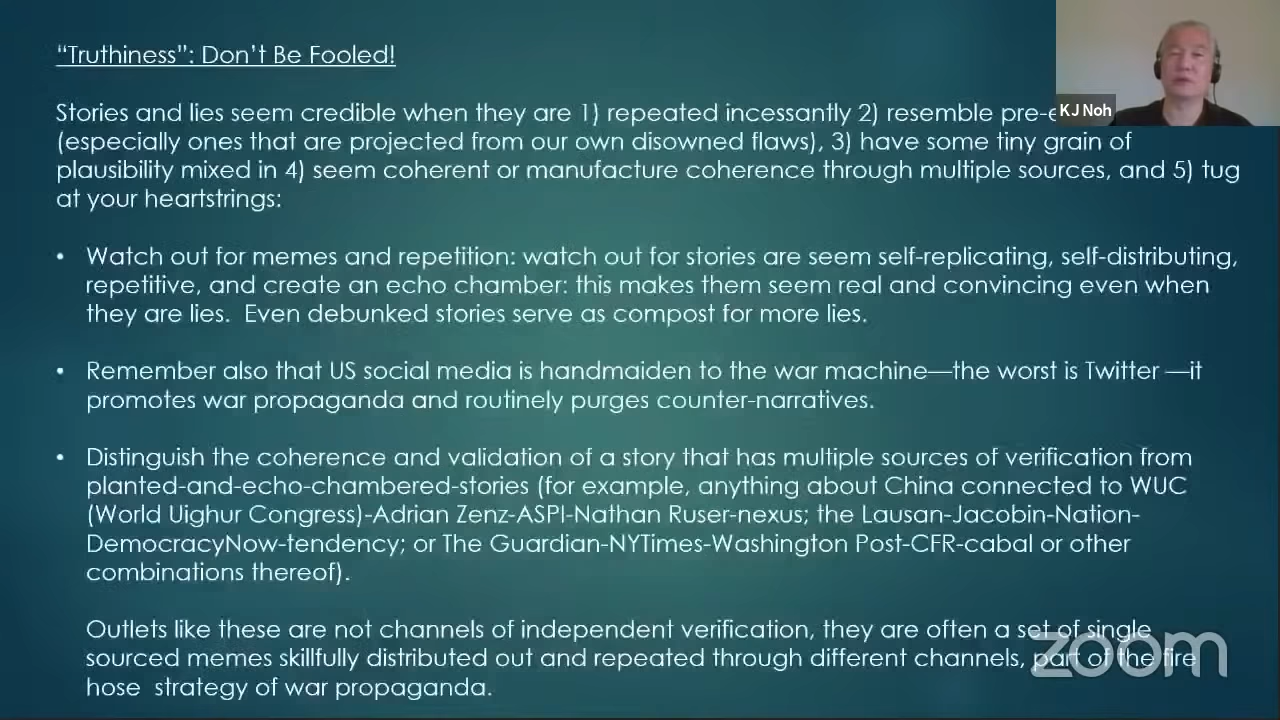 “Truthiness”: Don’t Be Fooled!
Stories and lies seem credible when they are 1) repeated incessantly 2) resemble
(especially ones that are projected from our own disowned flaws), 3) have some tiny grain of
plausibility mixed in 4) seem coherent or manufacture coherence through multiple sources, and 5) tug
at your heartstrings:
• Watch out for memes and repetition: watch out for stories are seem self-replicating, self-distributing,
repetitive, and create an echo chamber: this makes them seem real and convincing even when
they are lies.  Even debunked stories serve as compost for more lies.
• Remember also that US social media is handmaiden to the war machine—the worst is Twitter —it
promotes war propaganda and routinely purges counter-narratives.
• Distinguish the coherence and validation of a story that has multiple sources of verification from
planted-and-echo-chambered-stories (for example, anything about China connected to WUC
(World Uighur Congress)-Adrian Zenz-ASPI-Nathan Ruser-nexus; the Lausan-Jacobin-Nation-
DemocracyNow-tendency; or The Guardian-NYTimes-Washington Post-CFR-cabal or other
combinations thereof).
Outlets like these are not channels of independent verification, they are often a set of single
sourced memes skillfully distributed out and repeated through different channels, part of the fire
hose  strategy of war propaganda.
KJ Noh
zoom